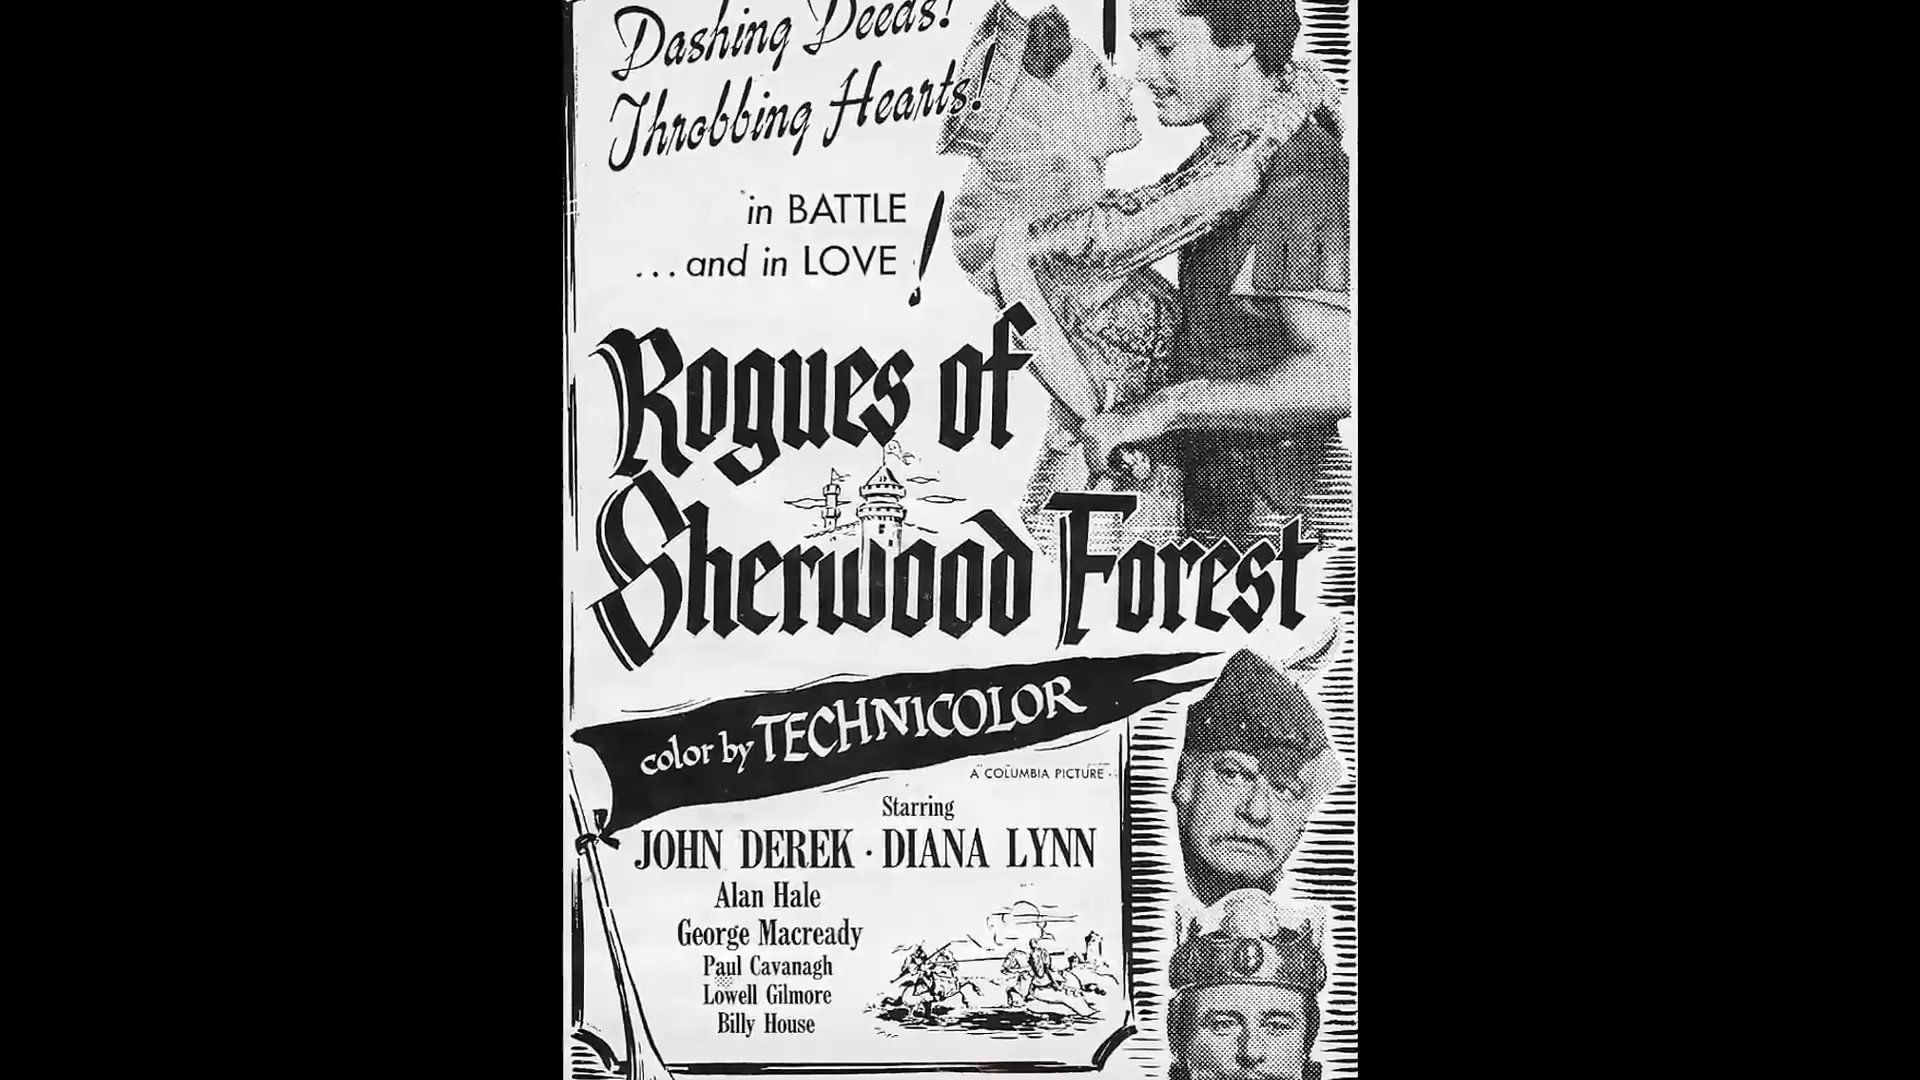 Dashing Deeds!
Throbbing Hearts!
in BATTLE
...and in LOVE!
Rogues of
Sherwood Forest
color by TECHNICOLOR
A COLUMBIA PICTURE
Starring
JOHN DEREK · DIANA LYNN
Alan Hale
George Macready
Paul Cavanagh
Lowell Gilmore
Billy House